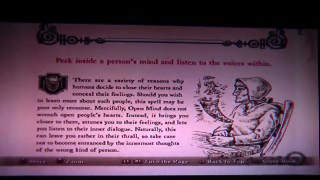 Peek inside a person's mind and listen to the voices within.
There are a variety of reasons why
humans decide to close their hearts and
conceal their feelings. Should you wish
to learn more about such people, this spell may be
your only recourse. Mercifully, Open Mind does not
wrench open people's hearts. Instead, it brings you
closer to them, attunes you to their feelings, and lets
you listen to their inner dialogue. Naturally, this
can leave you rather in their thrall, so take care
not to become entranced by the innermost thoughts
of the wrong kind of person.
Zoom
Turn the Page
Back to Top
Close Book